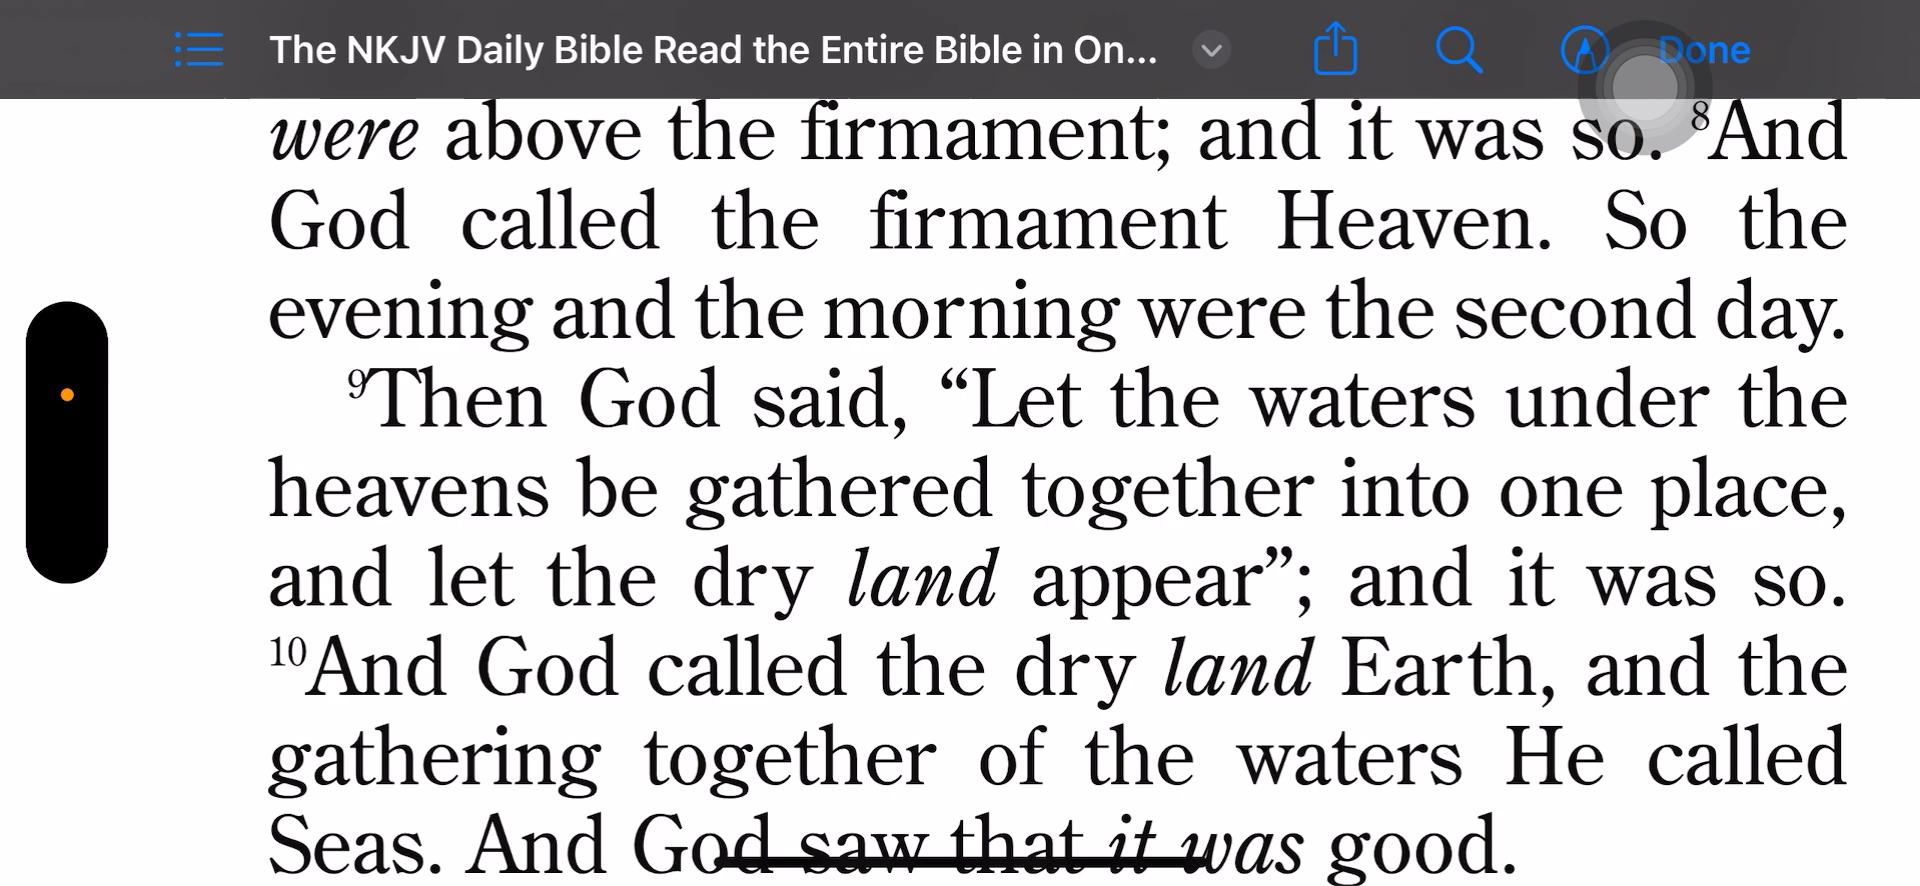 The NKJV Daily Bible Read the Entire Bible in On...
Done
were above the firmament; and it was so. 8And
God called the firmament Heaven. So the
evening and the morning were the second day.
9Then God said, “Let the waters under the
heavens be gathered together into one place,
and let the dry land appear”; and it was so.
10And God called the dry land Earth, and the
gathering together of the waters He called
Seas. And God saw that it was good.